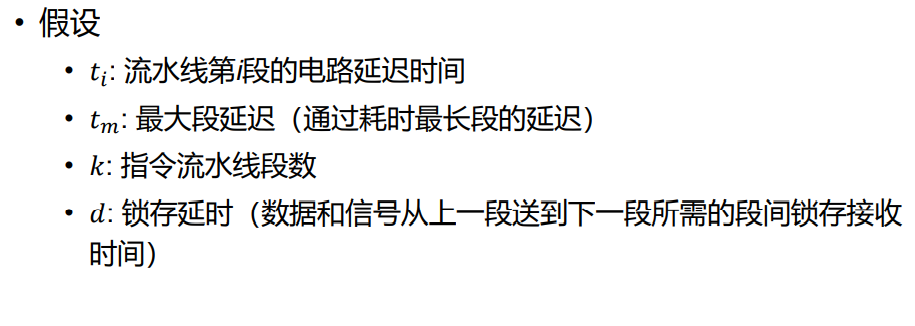 • 假设
• tᵢ: 流水线第i段的电路延迟时间
• tₘ: 最大段延迟（通过耗时最长段的延迟）
• k: 指令流水线段数
• d: 锁存延时（数据和信号从上一段送到下一段所需的段间锁存接收
时间）